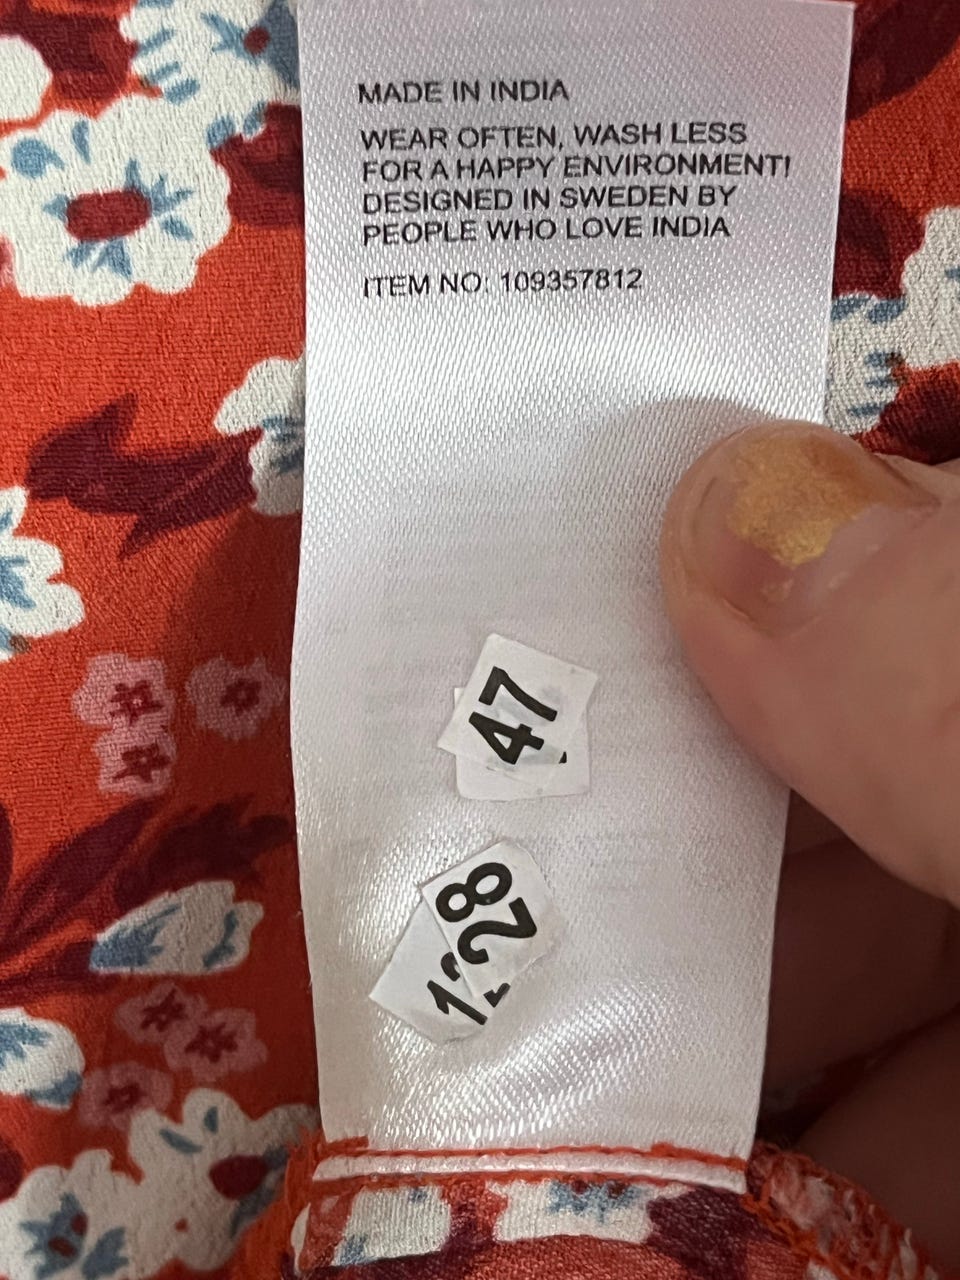 MADE IN INDIA
WEAR OFTEN, WASH LESS
FOR A HAPPY ENVIRONMENT!
DESIGNED IN SWEDEN BY
PEOPLE WHO LOVE INDIA
ITEM NO: 109357812
47
28